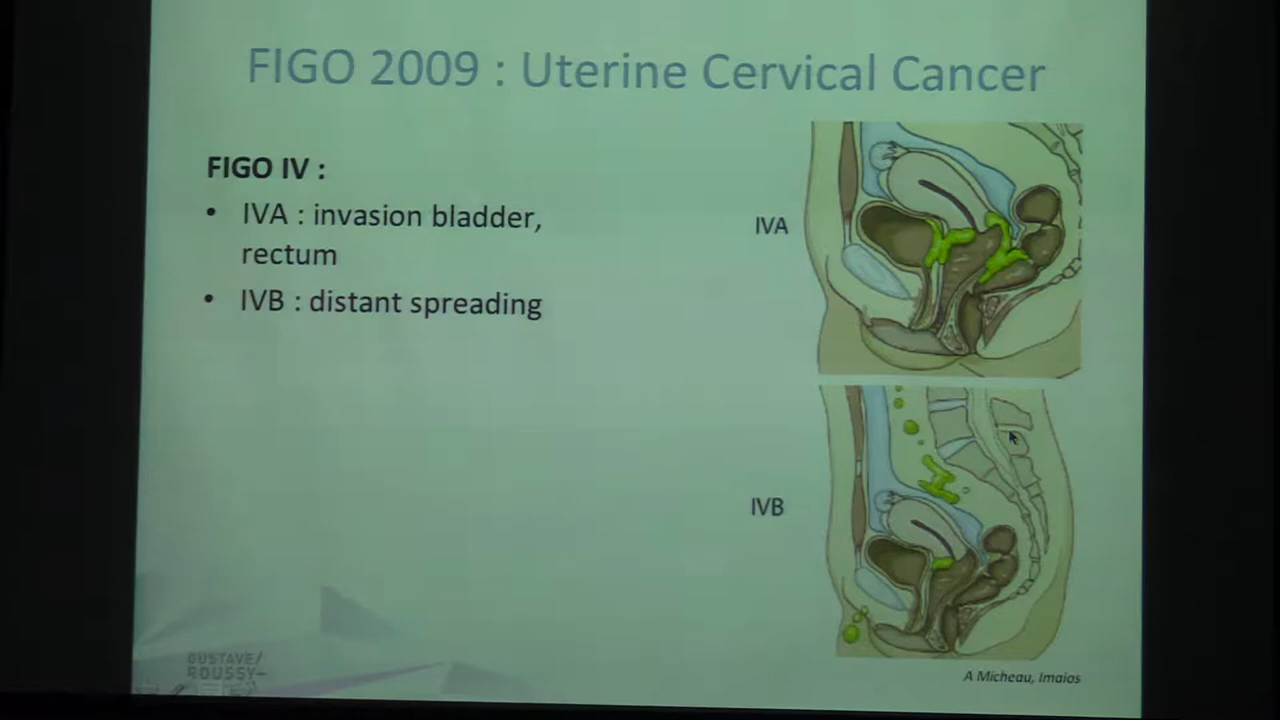 FIGO 2009 : Uterine Cervical Cancer
FIGO IV :
• IVA : invasion bladder,
rectum
• IVB : distant spreading
IVA
IVB
GUSTAVE/
ROUSSY
A Micheau, Imaios